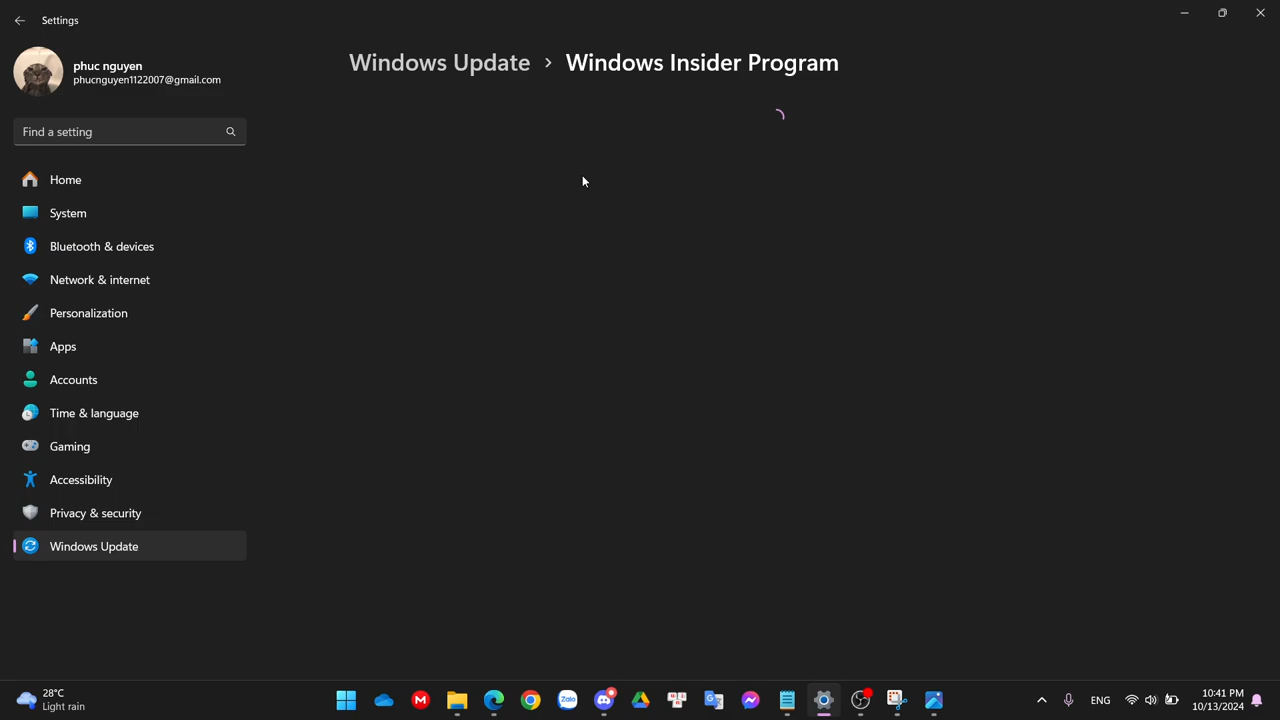 Settings
phuc nguyen
phucnguyen1122007@gmail.com
Find a setting
Home
System
Bluetooth & devices
Network & internet
Personalization
Apps
Accounts
Time & language
Gaming
Accessibility
Privacy & security
Windows Update
Windows Update > Windows Insider Program
28°C
Light rain
M
Zalo
ENG
10:41 PM
10/13/2024